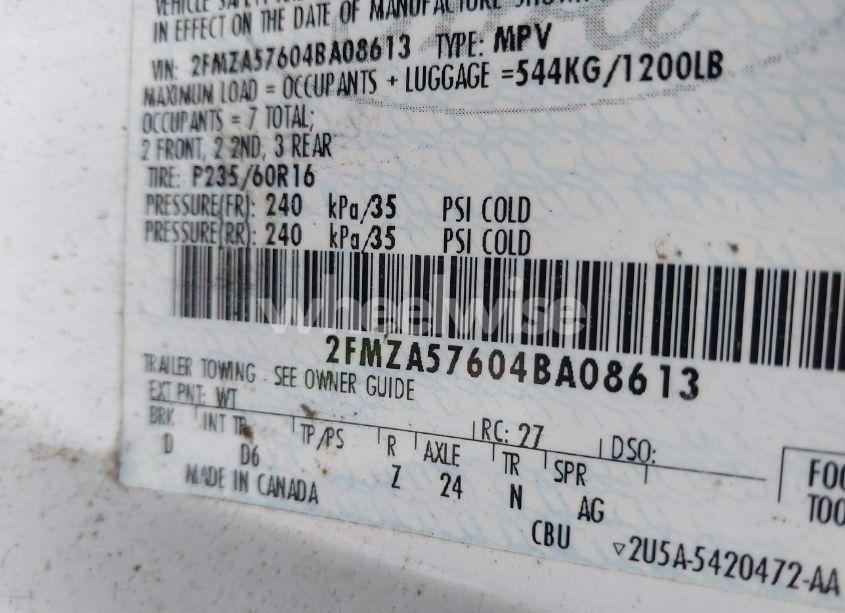 IN EFFECT ON THE DATE OF MANUFACTURE
VIN: 2FMZA57604BA08613 TYPE: MPV
MAXIMUM LOAD = OCCUPANTS + LUGGAGE =544KG/1200LB
OCCUPANTS = 7 TOTAL;
2 FRONT, 2 2ND, 3 REAR
TIRE: P235/60R16
PRESSURE(FR): 240 kPa/35 PSI COLD
PRESSURE(RR): 240 kPa/35 PSI COLD
wheelwise
2FMZA57604BA08613
TRAILER TOWING - SEE OWNER GUIDE
EXT PNT: WT RC: 27 DSO:
BRK INT TR TP/PS R AXLE TR SPR
D D6 Z 24 N AG
MADE IN CANADA
CBU
▽2U5A-5420472-AA